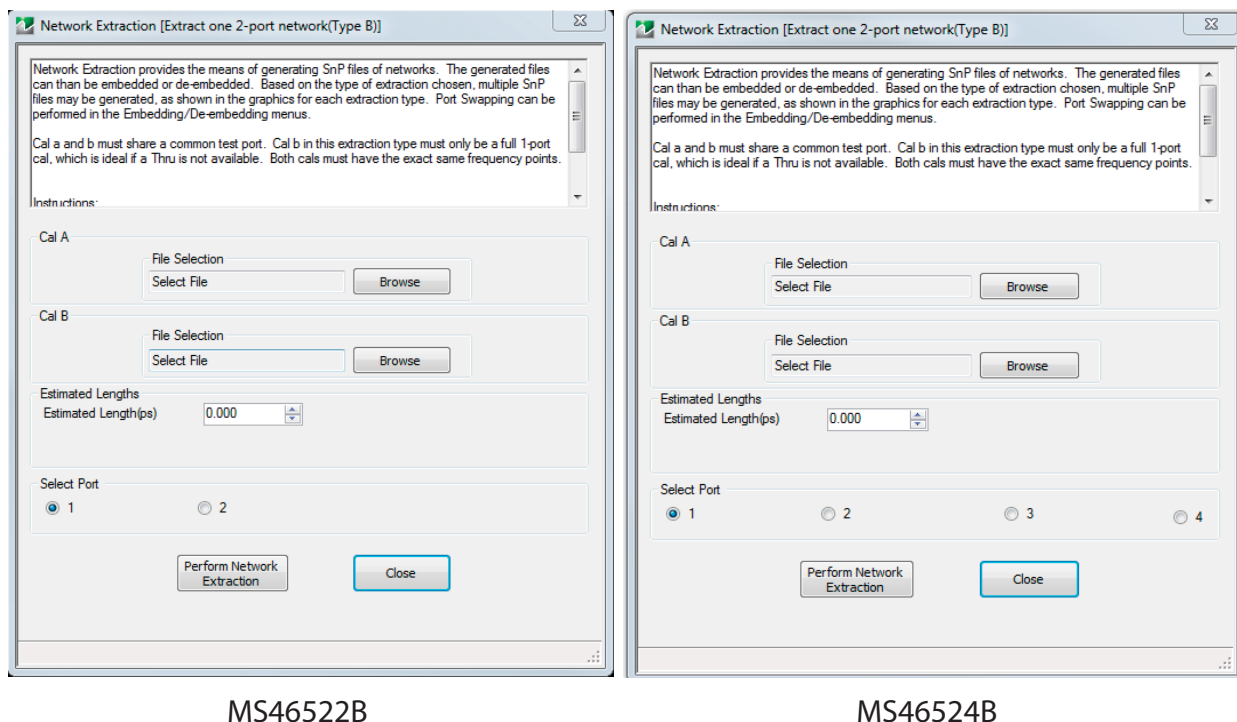 Network Extraction [Extract one 2-port network(Type B)]
Network Extraction provides the means of generating SnP files of networks. The generated files
can than be embedded or de-embedded. Based on the type of extraction chosen, multiple SnP
files may be generated, as shown in the graphics for each extraction type. Port Swapping can be
performed in the Embedding/De-embedding menus.
Cal a and b must share a common test port. Cal b in this extraction type must only be a full 1-port
cal, which is ideal if a Thru is not available. Both cals must have the exact same frequency points.
Instructions:
Cal A
File Selection
Select File
Browse
Cal B
File Selection
Select File
Browse
Estimated Lengths
Estimated Length(ps)
0.000
Select Port
1
2
Perform Network
Extraction
Close
MS46522B
Network Extraction [Extract one 2-port network(Type B)]
Network Extraction provides the means of generating SnP files of networks. The generated files
can than be embedded or de-embedded. Based on the type of extraction chosen, multiple SnP
files may be generated, as shown in the graphics for each extraction type. Port Swapping can be
performed in the Embedding/De-embedding menus.
Cal a and b must share a common test port. Cal b in this extraction type must only be a full 1-port
cal, which is ideal if a Thru is not available. Both cals must have the exact same frequency points.
Instructions:
Cal A
File Selection
Select File
Browse
Cal B
File Selection
Select File
Browse
Estimated Lengths
Estimated Length(ps)
0.000
Select Port
1
2
3
4
Perform Network
Extraction
Close
MS46524B